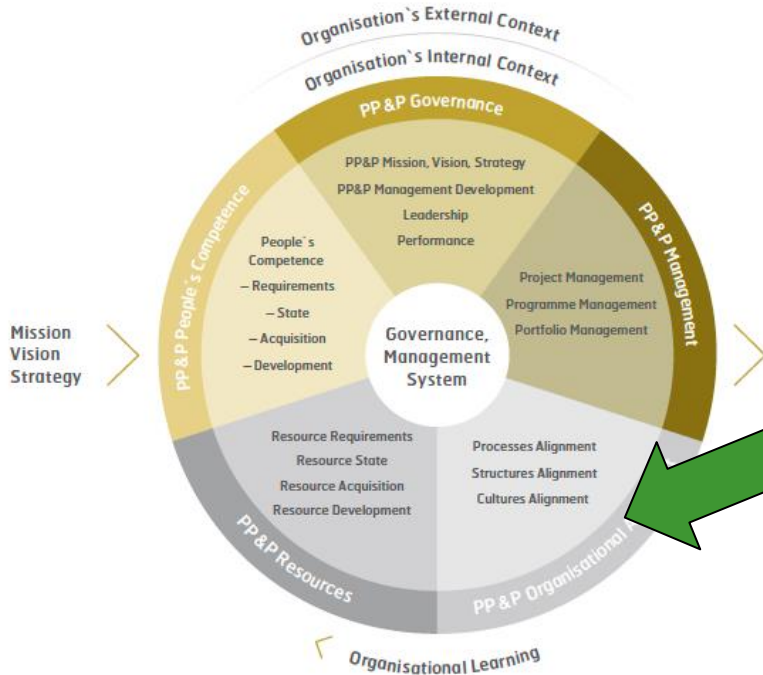 Organisation`s External Context
Organisation`s Internal Context
PP&P Governance
PP&P Mission, Vision, Strategy
PP&P Management Development
Leadership
Performance
PP&P People`s Competence
People`s
Competence
– Requirements
– State
– Acquisition
– Development
PP&P Management
Project Management
Programme Management
Portfolio Management
Mission
Vision
Strategy
Governance,
Management
System
Resource Requirements
Resource State
Resource Acquisition
Resource Development
PP&P Resources
Processes Alignment
Structures Alignment
Cultures Alignment
PP&P Organisational
Organisational Learning